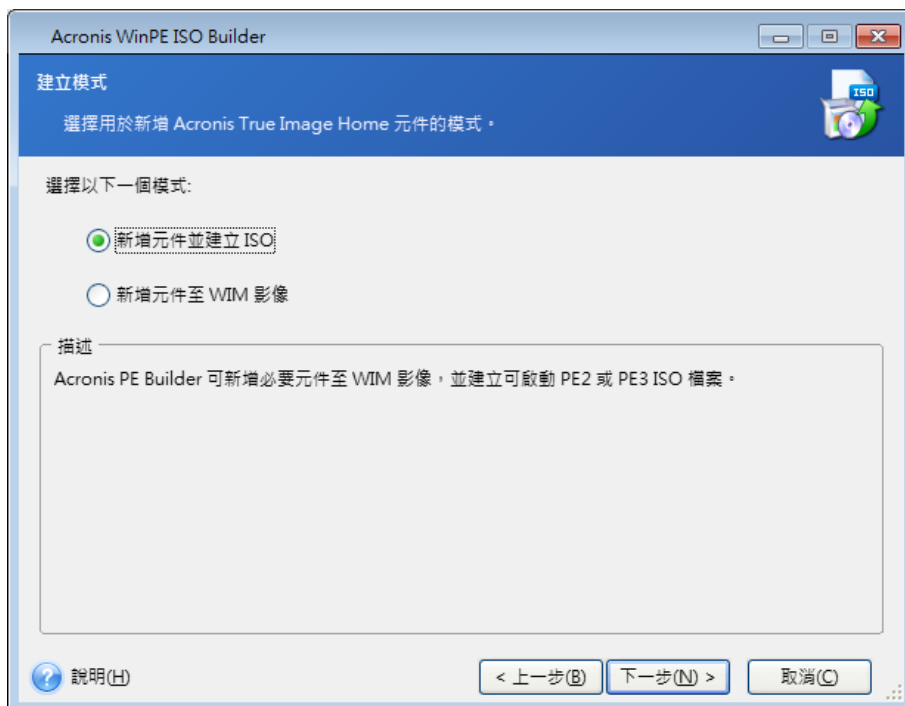 Acronis WinPE ISO Builder
建立模式
選擇用於新增 Acronis True Image Home 元件的模式。
ISO
選擇以下一個模式:
新增元件並建立 ISO
新增元件至 WIM 影像
描述
Acronis PE Builder 可新增必要元件至 WIM 影像，並建立可啟動 PE2 或 PE3 ISO 檔案。
說明(H)
< 上一步(B)
下一步(N) >
取消(C)